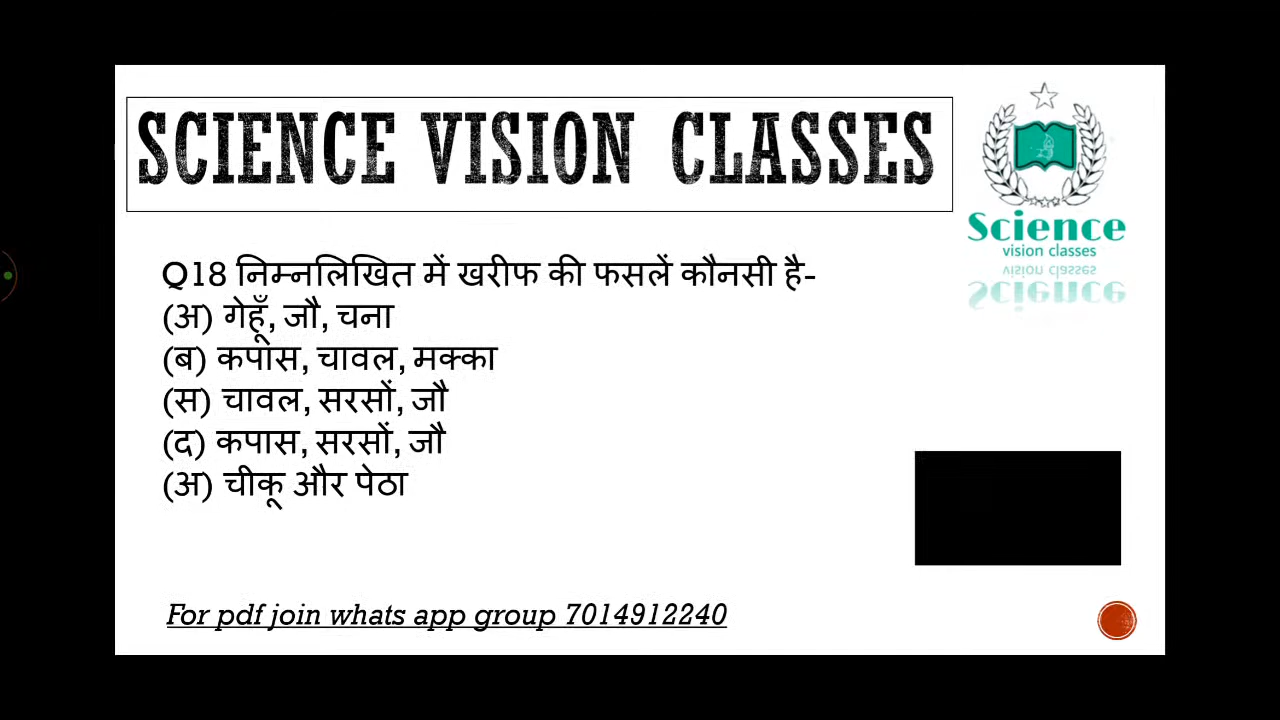 SCIENCE VISION CLASSES
Science
vision classes
Q18 निम्नलिखित में खरीफ की फसलें कौनसी है-
(अ) गेहूँ, जौ, चना
(ब) कपास, चावल, मक्का
(स) चावल, सरसों, जौ
(द) कपास, सरसों, जौ
(अ) चीकू और पेठा
For pdf join whats app group 7014912240